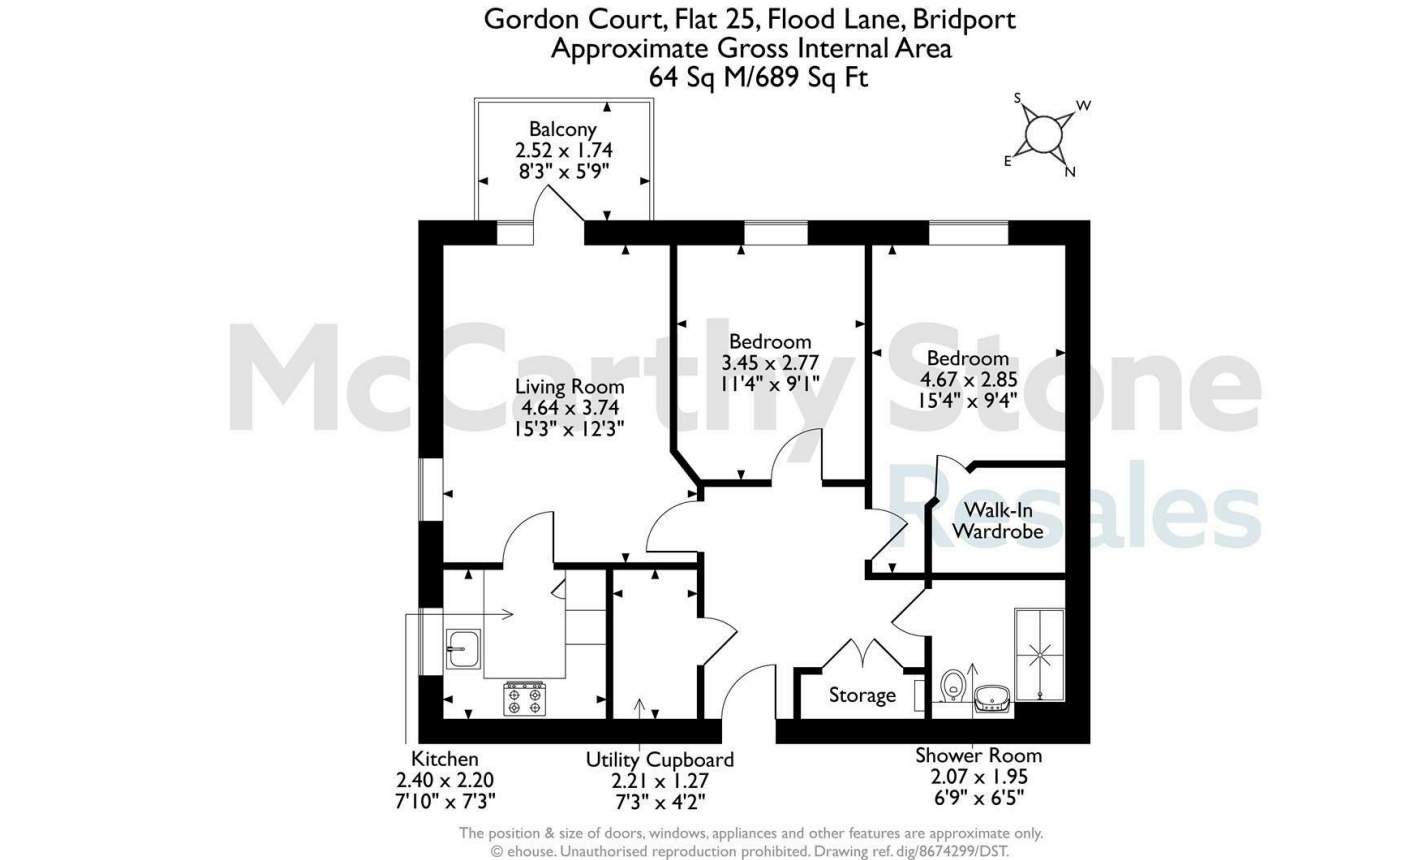 Gordon Court, Flat 25, Flood Lane, Bridport
Approximate Gross Internal Area
64 Sq M/689 Sq Ft
S
W
E
N
Balcony
2.52 x 1.74
8'3" x 5'9"
McCarthy Stone
Resales
Living Room
4.64 x 3.74
15'3" x 12'3"
Bedroom
3.45 x 2.77
11'4" x 9'1"
Bedroom
4.67 x 2.85
15'4" x 9'4"
Walk-In
Wardrobe
Storage
Kitchen
2.40 x 2.20
7'10" x 7'3"
Utility Cupboard
2.21 x 1.27
7'3" x 4'2"
Shower Room
2.07 x 1.95
6'9" x 6'5"
The position & size of doors, windows, appliances and other features are approximate only.
© ehouse. Unauthorised reproduction prohibited. Drawing ref. dig/8674299/DST.